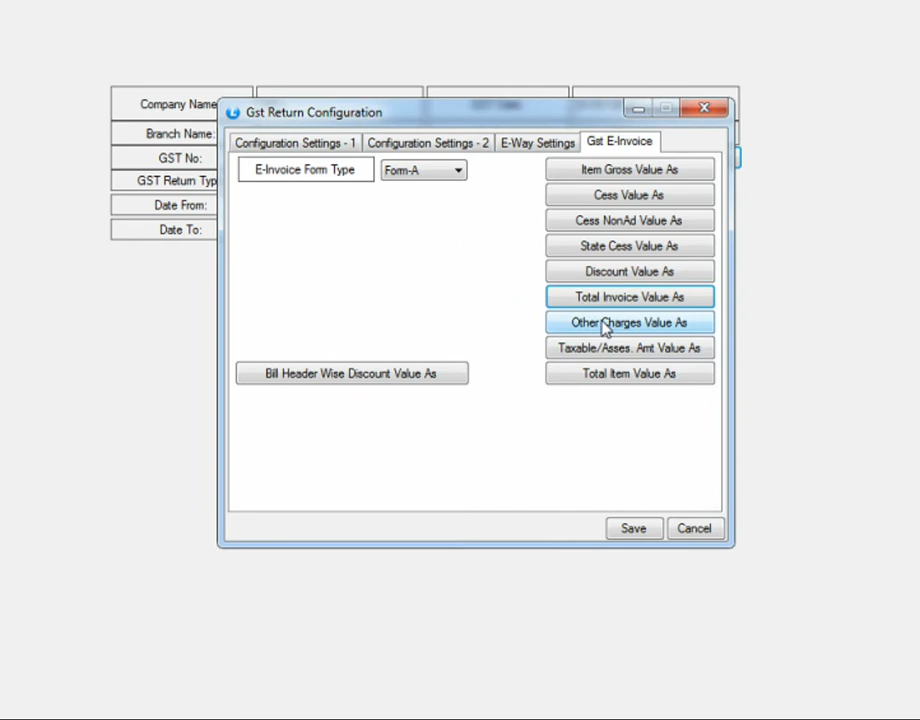 Company Name
Branch Name:
GST No:
GST Return Typ
Date From:
Date To:
Gst Return Configuration
Configuration Settings - 1
Configuration Settings - 2
E-Way Settings
Gst E-Invoice
E-Invoice Form Type
Form-A
Item Gross Value As
Cess Value As
Cess NonAd Value As
State Cess Value As
Discount Value As
Total Invoice Value As
Other Charges Value As
Taxable/Asses. Amt Value As
Bill Header Wise Discount Value As
Total Item Value As
Save
Cancel